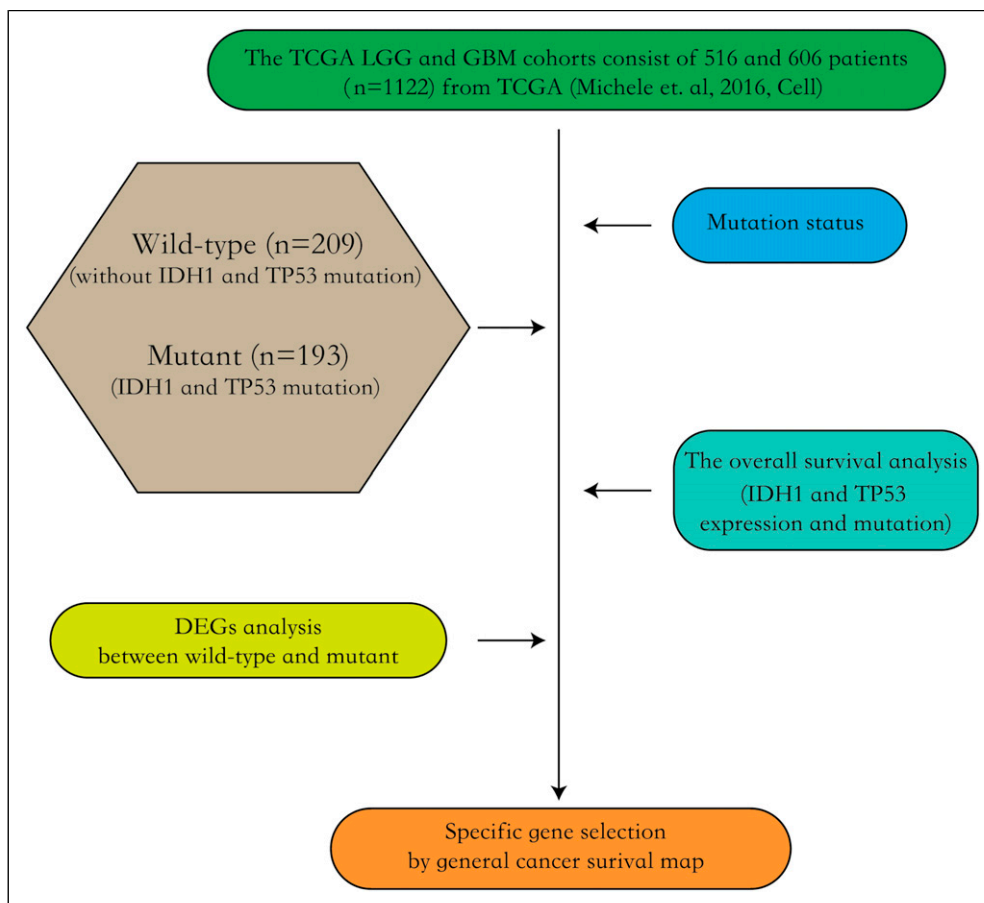 The TCGA LGG and GBM cohorts consist of 516 and 606 patients
(n=1122) from TCGA (Michele et. al, 2016, Cell)
Mutation status
Wild-type (n=209)
(without IDH1 and TP53 mutation)
Mutant (n=193)
(IDH1 and TP53 mutation)
The overall survival analysis
(IDH1 and TP53
expression and mutation)
DEGs analysis
between wild-type and mutant
Specific gene selection
by general cancer surival map